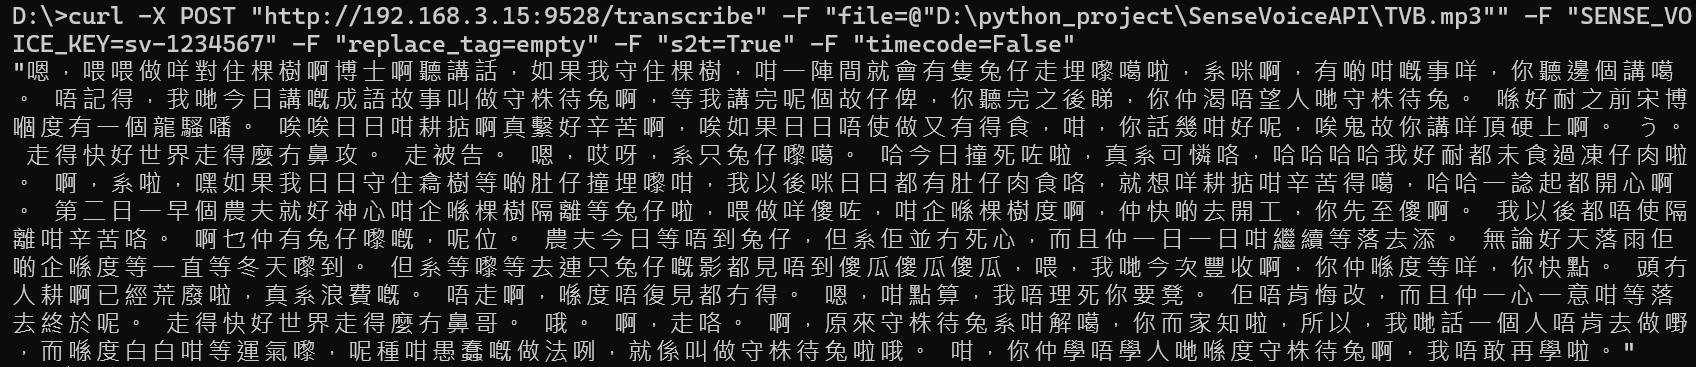 D:\>curl -X POST "http://192.168.3.15:9528/transcribe" -F "file=@"D:\python_project\SenseVoiceAPI\TVB.mp3"" -F "SENSE_VO
ICE_KEY=sv-1234567" -F "replace_tag=empty" -F "s2t=True" -F "timecode=False"
"嗯，喂喂做咩對住棵樹啊博士啊聽講話，如果我守住棵樹，咁一陣間就會有隻兔仔走埋嚟噶啦，系咪啊，有啲咁嘅事咩，你聽邊個講噶
。 唔記得，我哋今日講嘅成語故事叫做守株待兔啊，等我講完呢個故仔俾，你聽完之後睇，你仲渴唔望人哋守株待兔。 喺好耐之前宋博
嗰度有一個龍騷噃。 唉唉日日咁耕掂啊真繫好辛苦啊，唉如果日日唔使做又有得食，咁，你話幾咁好呢，唉鬼故你講咩頂硬上啊。 う。
走得快好世界走得麼冇鼻攻。 走被告。 嗯，哎呀，系只兔仔嚟噶。 哈今日撞死咗啦，真系可憐咯，哈哈哈哈我好耐都未食過凍仔肉啦
。 啊，系啦，嘿如果我日日守住畣樹等啲肚仔撞埋嚟咁，我以後咪日日都有肚仔肉食咯，就想咩耕掂咁辛苦得噶，哈哈一諗起都開心啊
。 第二日一早個農夫就好神心咁企喺棵樹隔離等兔仔啦，喂做咩傻咗，咁企喺棵樹度啊，仲快啲去開工，你先至傻啊。 我以後都唔使隔
離咁辛苦咯。 啊乜仲有兔仔嚟嘅，呢位。 農夫今日等唔到兔仔，但系佢並冇死心，而且仲一日一日咁繼續等落去添。 無論好天落雨佢
啲企喺度等一直等冬天嚟到。 但系等嚟等去連只兔仔嘅影都見唔到傻瓜傻瓜傻瓜，喂，我哋今次豐收啊，你仲喺度等咩，你快點。 頭冇
人耕啊已經荒廢啦，真系浪費嘅。 唔走啊，喺度唔復見都冇得。 嗯，咁點算，我唔理死你要凳。 佢唔肯悔改，而且仲一心一意咁等落
去終於呢。 走得快好世界走得麼冇鼻哥。 哦。 啊，走咯。 啊，原來守株待兔系咁解噶，你而家知啦，所以，我哋話一個人唔肯去做嘢
，而喺度白白咁等運氣嚟，呢種咁愚蠢嘅做法咧，就係叫做守株待兔啦哦。 咁，你仲學唔學人哋喺度守株待兔啊，我唔敢再學啦。"